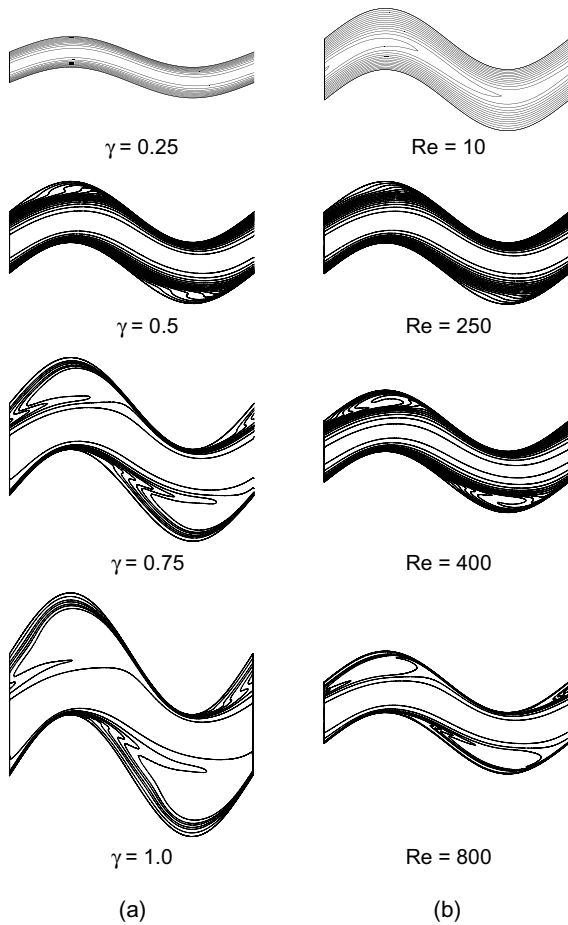 γ = 0.25
Re = 10
γ = 0.5
Re = 250
γ = 0.75
Re = 400
γ = 1.0
Re = 800
(a)
(b)